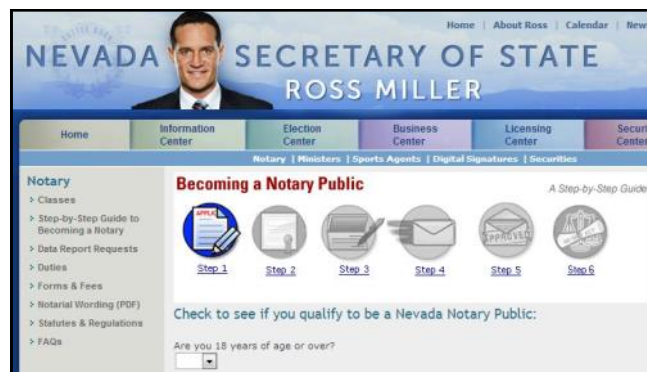 Home | About Ross | Calendar | New
NEVADA SECRETARY OF STATE
ROSS MILLER
Home
Information Center
Election Center
Business Center
Licensing Center
Securi Center
Notary | Ministers | Sports Agents | Digital Signatures | Securities
Notary
> Classes
> Step-by-Step Guide to
Becoming a Notary
> Data Report Requests
> Duties
> Forms & Fees
> Notarial Wording (PDF)
> Statutes & Regulations
> FAQs
Becoming a Notary Public
A Step-by-Step Guide
APPLIC
APPROVED
Step 1 Step 2 Step 3 Step 4 Step 5 Step 6
Check to see if you qualify to be a Nevada Notary Public:
Are you 18 years of age or over?